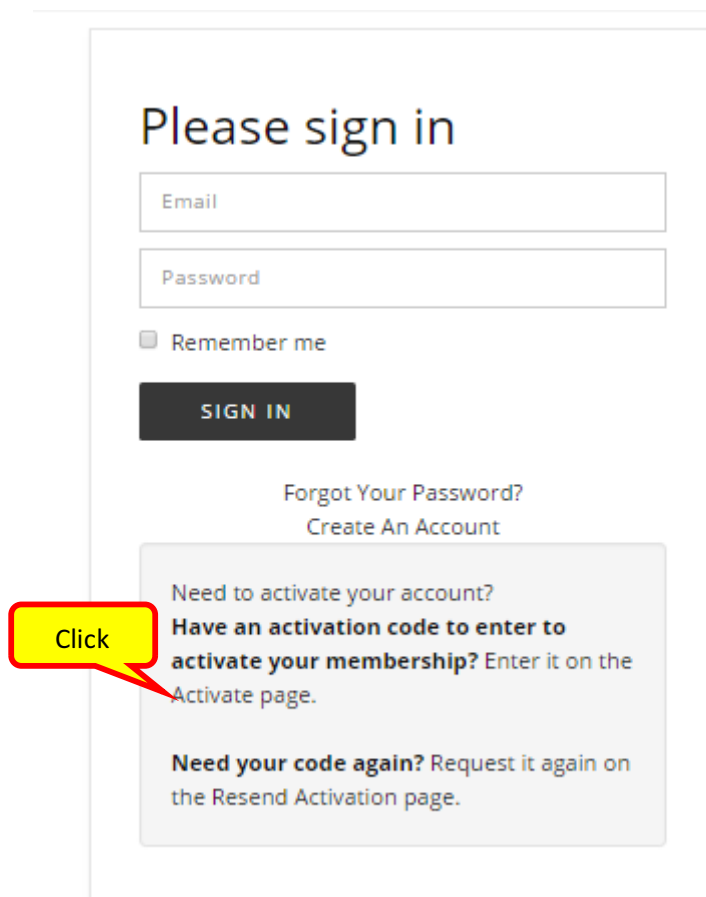 Please sign in
Email
Password
Remember me
SIGN IN
Forgot Your Password?
Create An Account
Need to activate your account?
Click
Have an activation code to enter to
activate your membership? Enter it on the
Activate page.
Need your code again? Request it again on
the Resend Activation page.